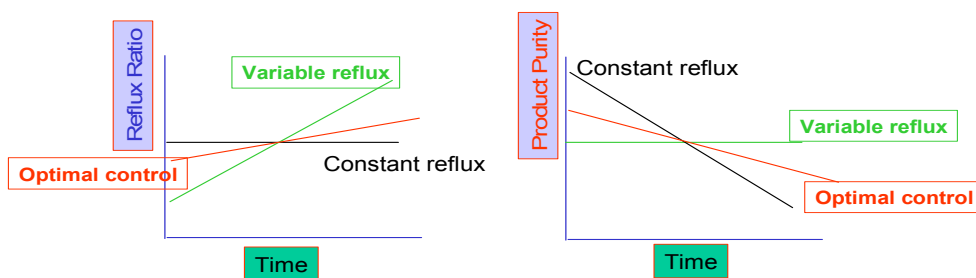 Reflux Ratio
Variable reflux
Optimal control
Constant reflux
Time
Product Purity
Constant reflux
Variable reflux
Optimal control
Time